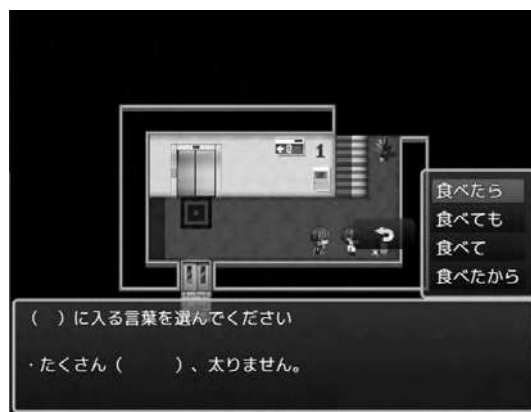 1
食べたら
食べても
食べて
食べたから
(　)に入る言葉を選んでください
・たくさん(　　　)、太りません。